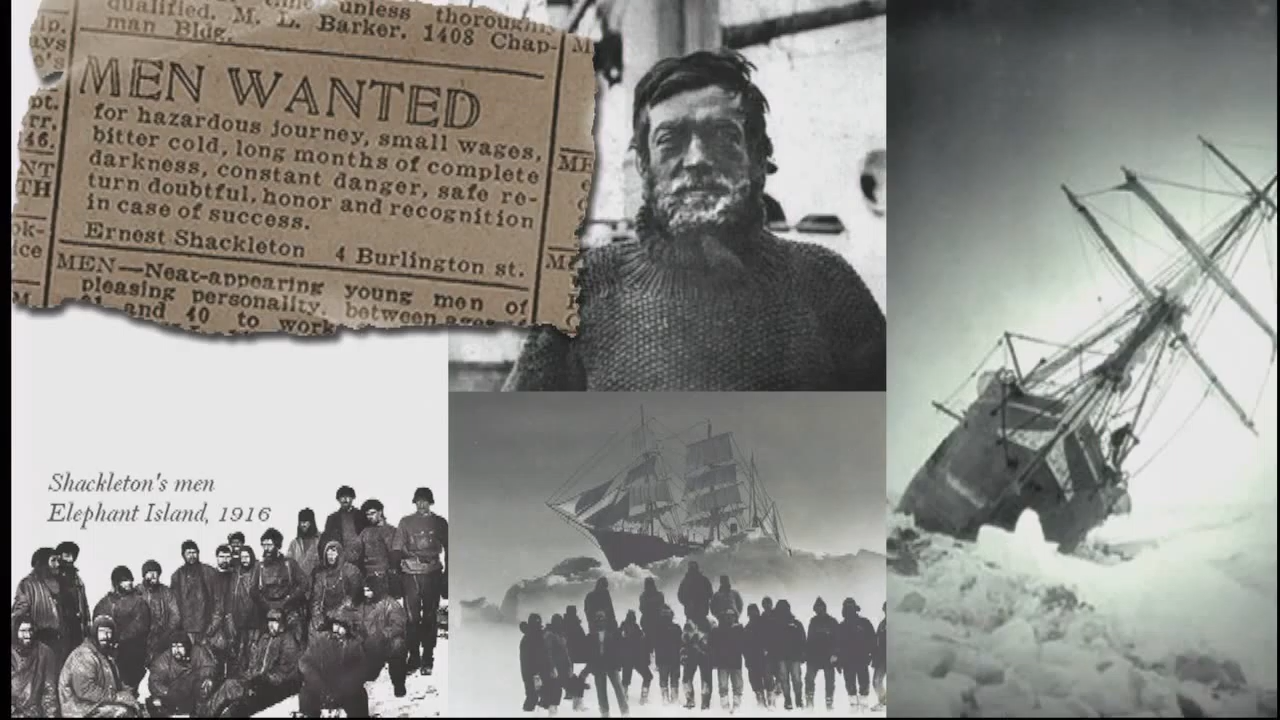 qualified. M. L. Barker. 1408 Chap-
man Bldg.
MEN WANTED
for hazardous journey, small wages,
bitter cold, long months of complete
darkness, constant danger, safe re-
turn doubtful, honor and recognition
in case of success.
Ernest Shackleton 4 Burlington st.
MEN—Neat-appearing young men of
pleasing personality, between ages of
and 40 to work
Shackleton's men
Elephant Island, 1916